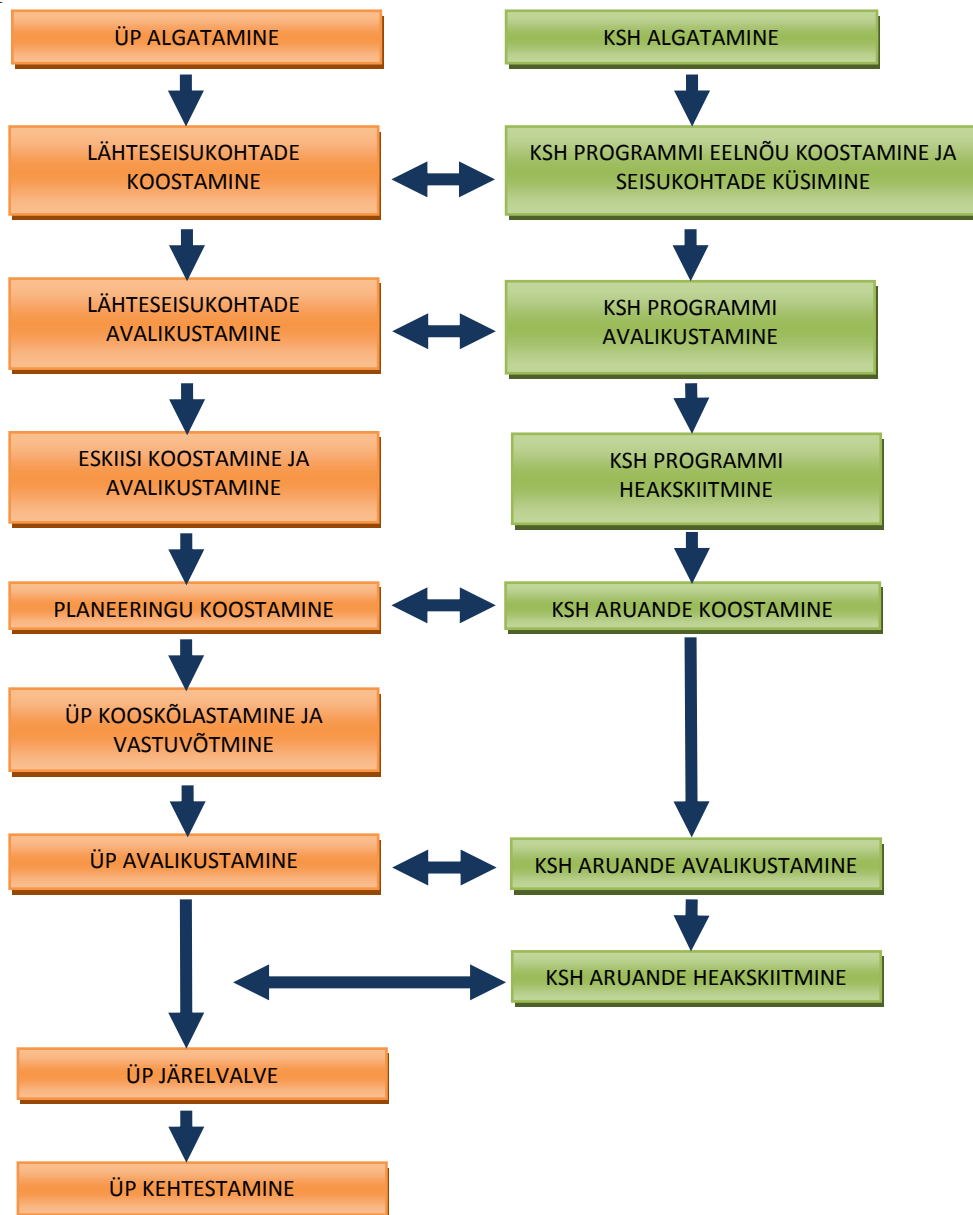 ÜP ALGATAMINE
KSH ALGATAMINE
LÄHTESEISUKOHTADE
KOOSTAMINE
KSH PROGRAMMI EELNÕU KOOSTAMINE JA
SEISUKOHTADE KÜSIMINE
LÄHTESEISUKOHTADE
AVALIKUSTAMINE
KSH PROGRAMMI
AVALIKUSTAMINE
ESKIISI KOOSTAMINE JA
AVALIKUSTAMINE
KSH PROGRAMMI
HEAKSKIITMINE
PLANEERINGU KOOSTAMINE
KSH ARUANDE KOOSTAMINE
ÜP KOOSKÕLASTAMINE JA
VASTUVÕTMINE
ÜP AVALIKUSTAMINE
KSH ARUANDE AVALIKUSTAMINE
KSH ARUANDE HEAKSKIITMINE
ÜP JÄRELVALVE
ÜP KEHTESTAMINE